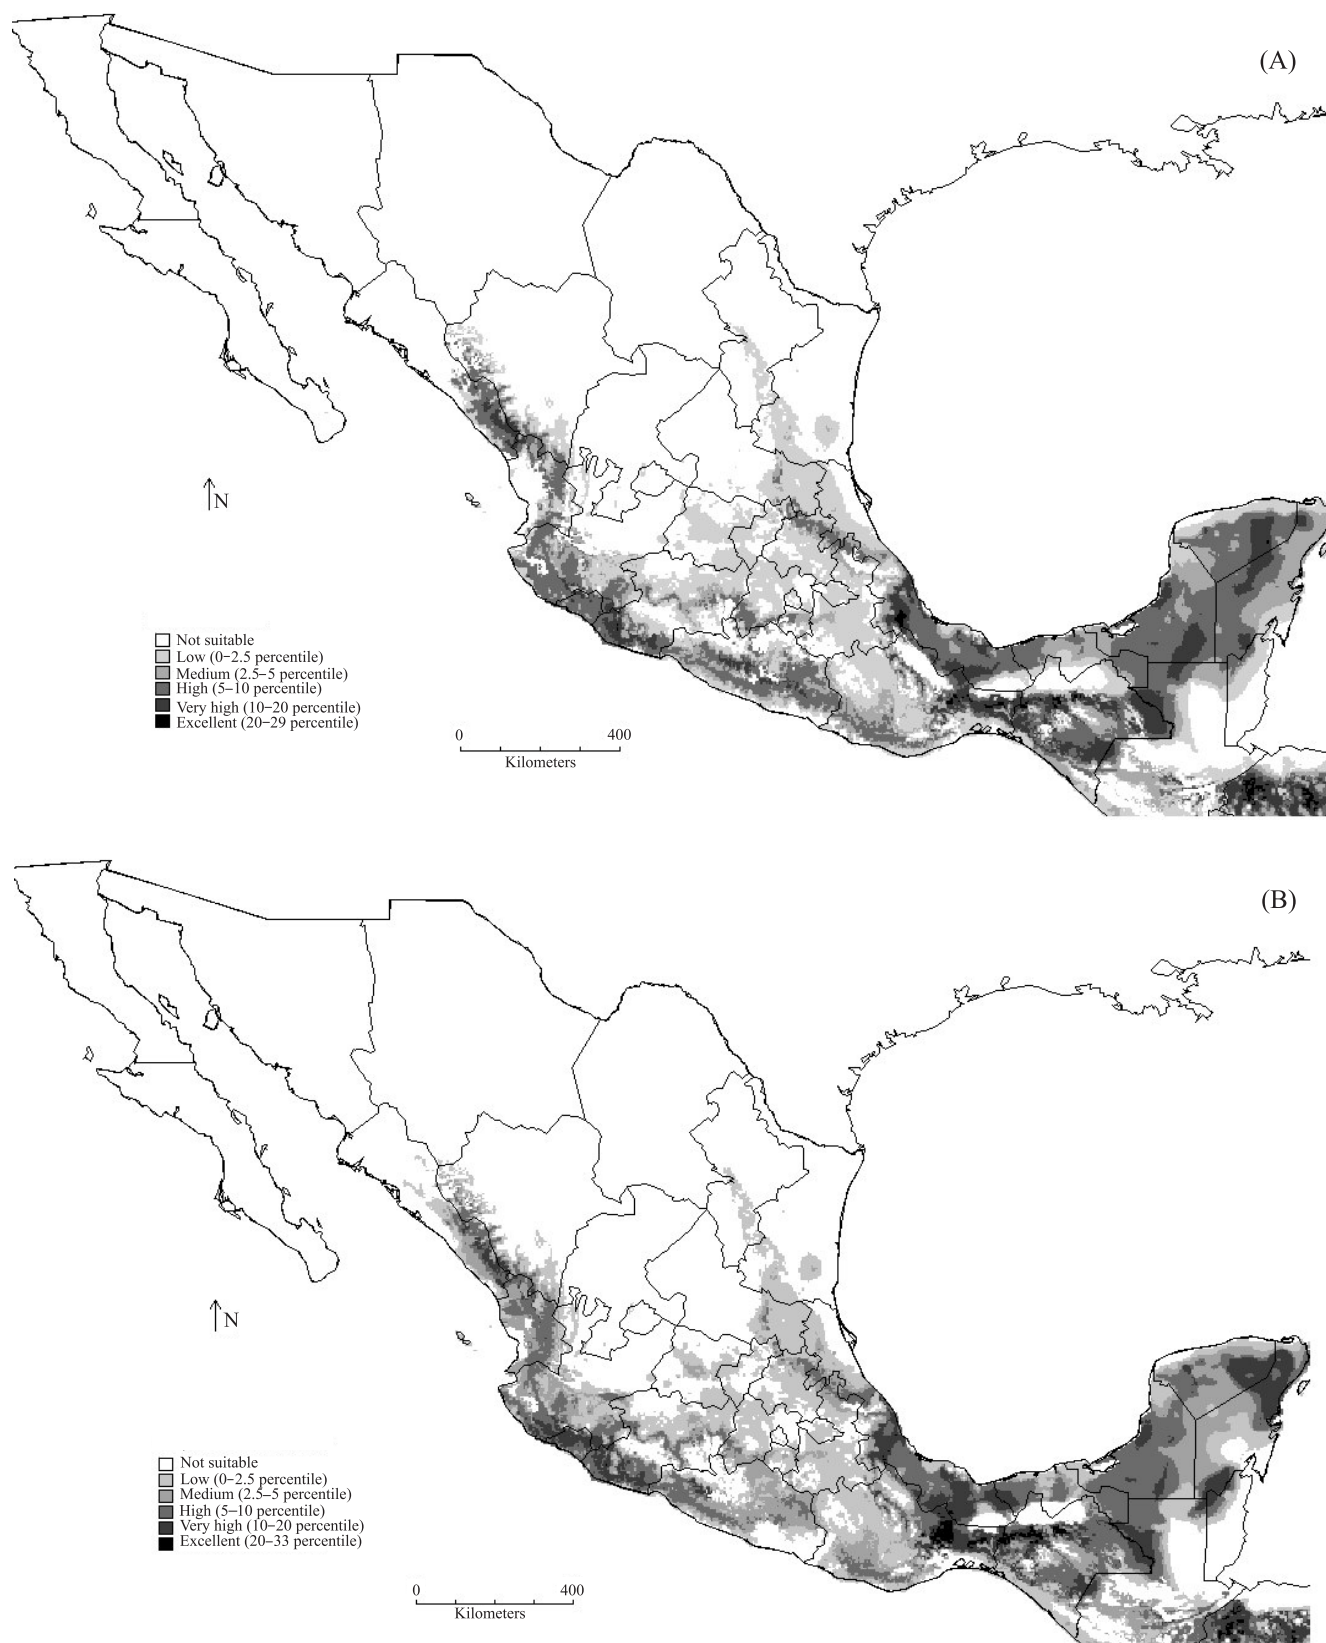 (A)
N
Not suitable
Low (0−2.5 percentile)
Medium (2.5−5 percentile)
High (5−10 percentile)
Very high (10−20 percentile)
Excellent (20−29 percentile)
0 400
Kilometers
(B)
N
Not suitable
Low (0−2.5 percentile)
Medium (2.5−5 percentile)
High (5−10 percentile)
Very high (10−20 percentile)
Excellent (20−33 percentile)
0 400
Kilometers